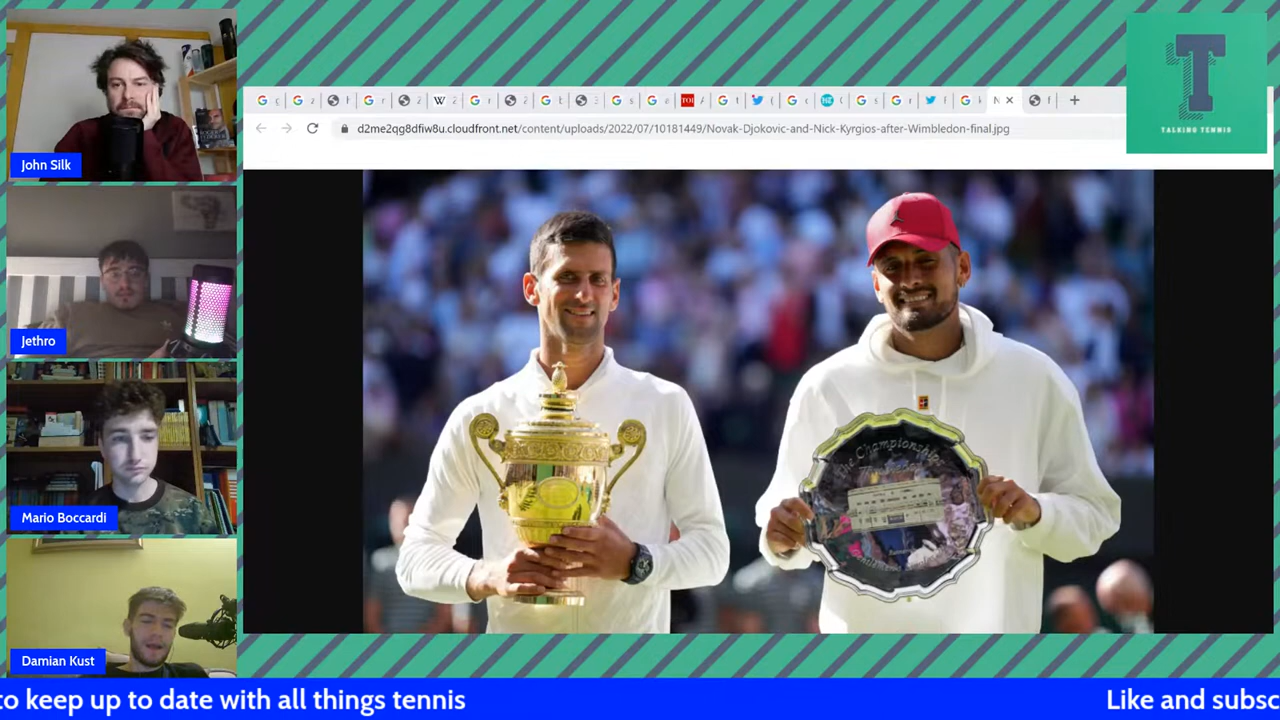 John Silk
Jethro
Mario Boccardi
Damian Kust
d2me2qg8dfiw8u.cloudfront.net/content/uploads/2022/07/10181449/Novak-Djokovic-and-Nick-Kyrgios-after-Wimbledon-final.jpg
T
TALKING TENNIS
The Championships
to keep up to date with all things tennis
Like and subsc